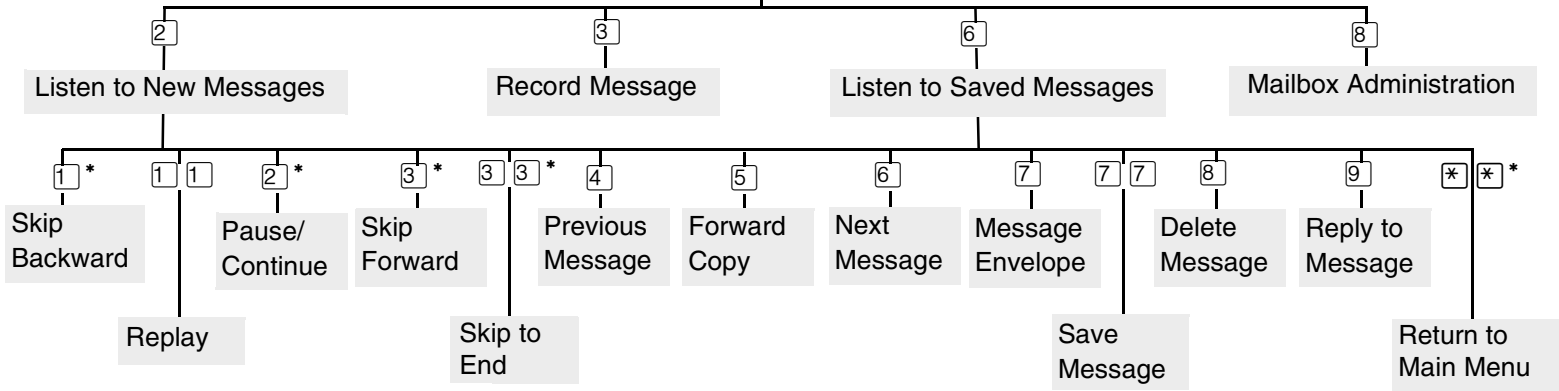 2 3 6 8
Listen to New Messages Record Message Listen to Saved Messages Mailbox Administration
1 * 1 1 2 * 3 * 3 3 * 4 5 6 7 7 7 8 9 * * *
Skip
Backward
Pause/
Continue
Skip
Forward
Previous
Message
Forward
Copy
Next
Message
Message
Envelope
Delete
Message
Reply to
Message
Replay
Skip to
End
Save
Message
Return to
Main Menu